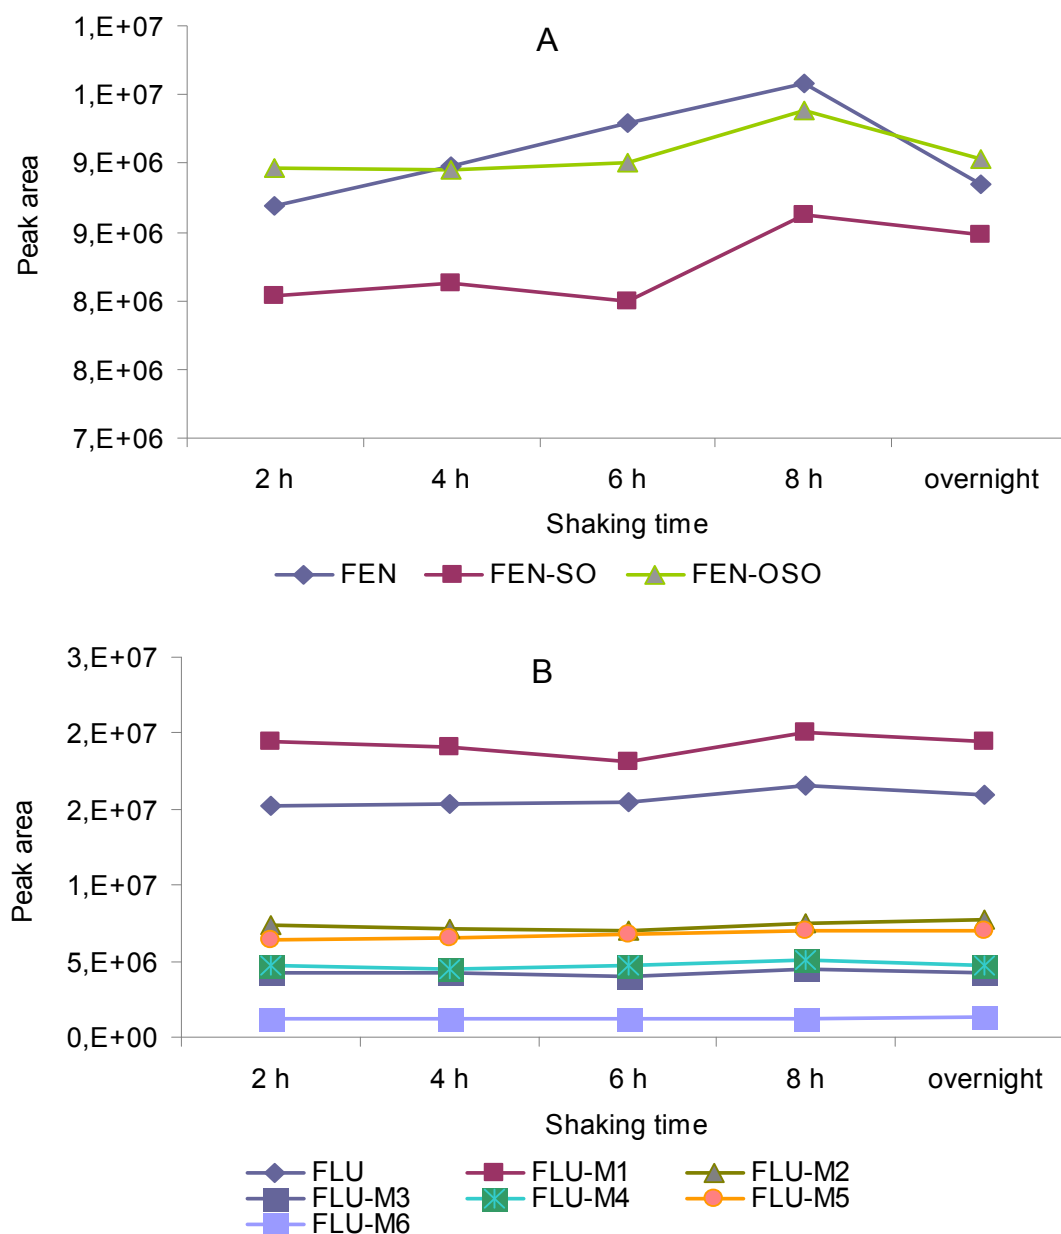 A
1,E+07
1,E+07
9,E+06
9,E+06
8,E+06
8,E+06
7,E+06
Peak area
2 h 4 h 6 h 8 h overnight
Shaking time
FEN FEN-SO FEN-OSO
B
3,E+07
2,E+07
2,E+07
1,E+07
5,E+06
0,E+00
Peak area
2 h 4 h 6 h 8 h overnight
Shaking time
FLU FLU-M1 FLU-M2
FLU-M3 FLU-M4 FLU-M5
FLU-M6